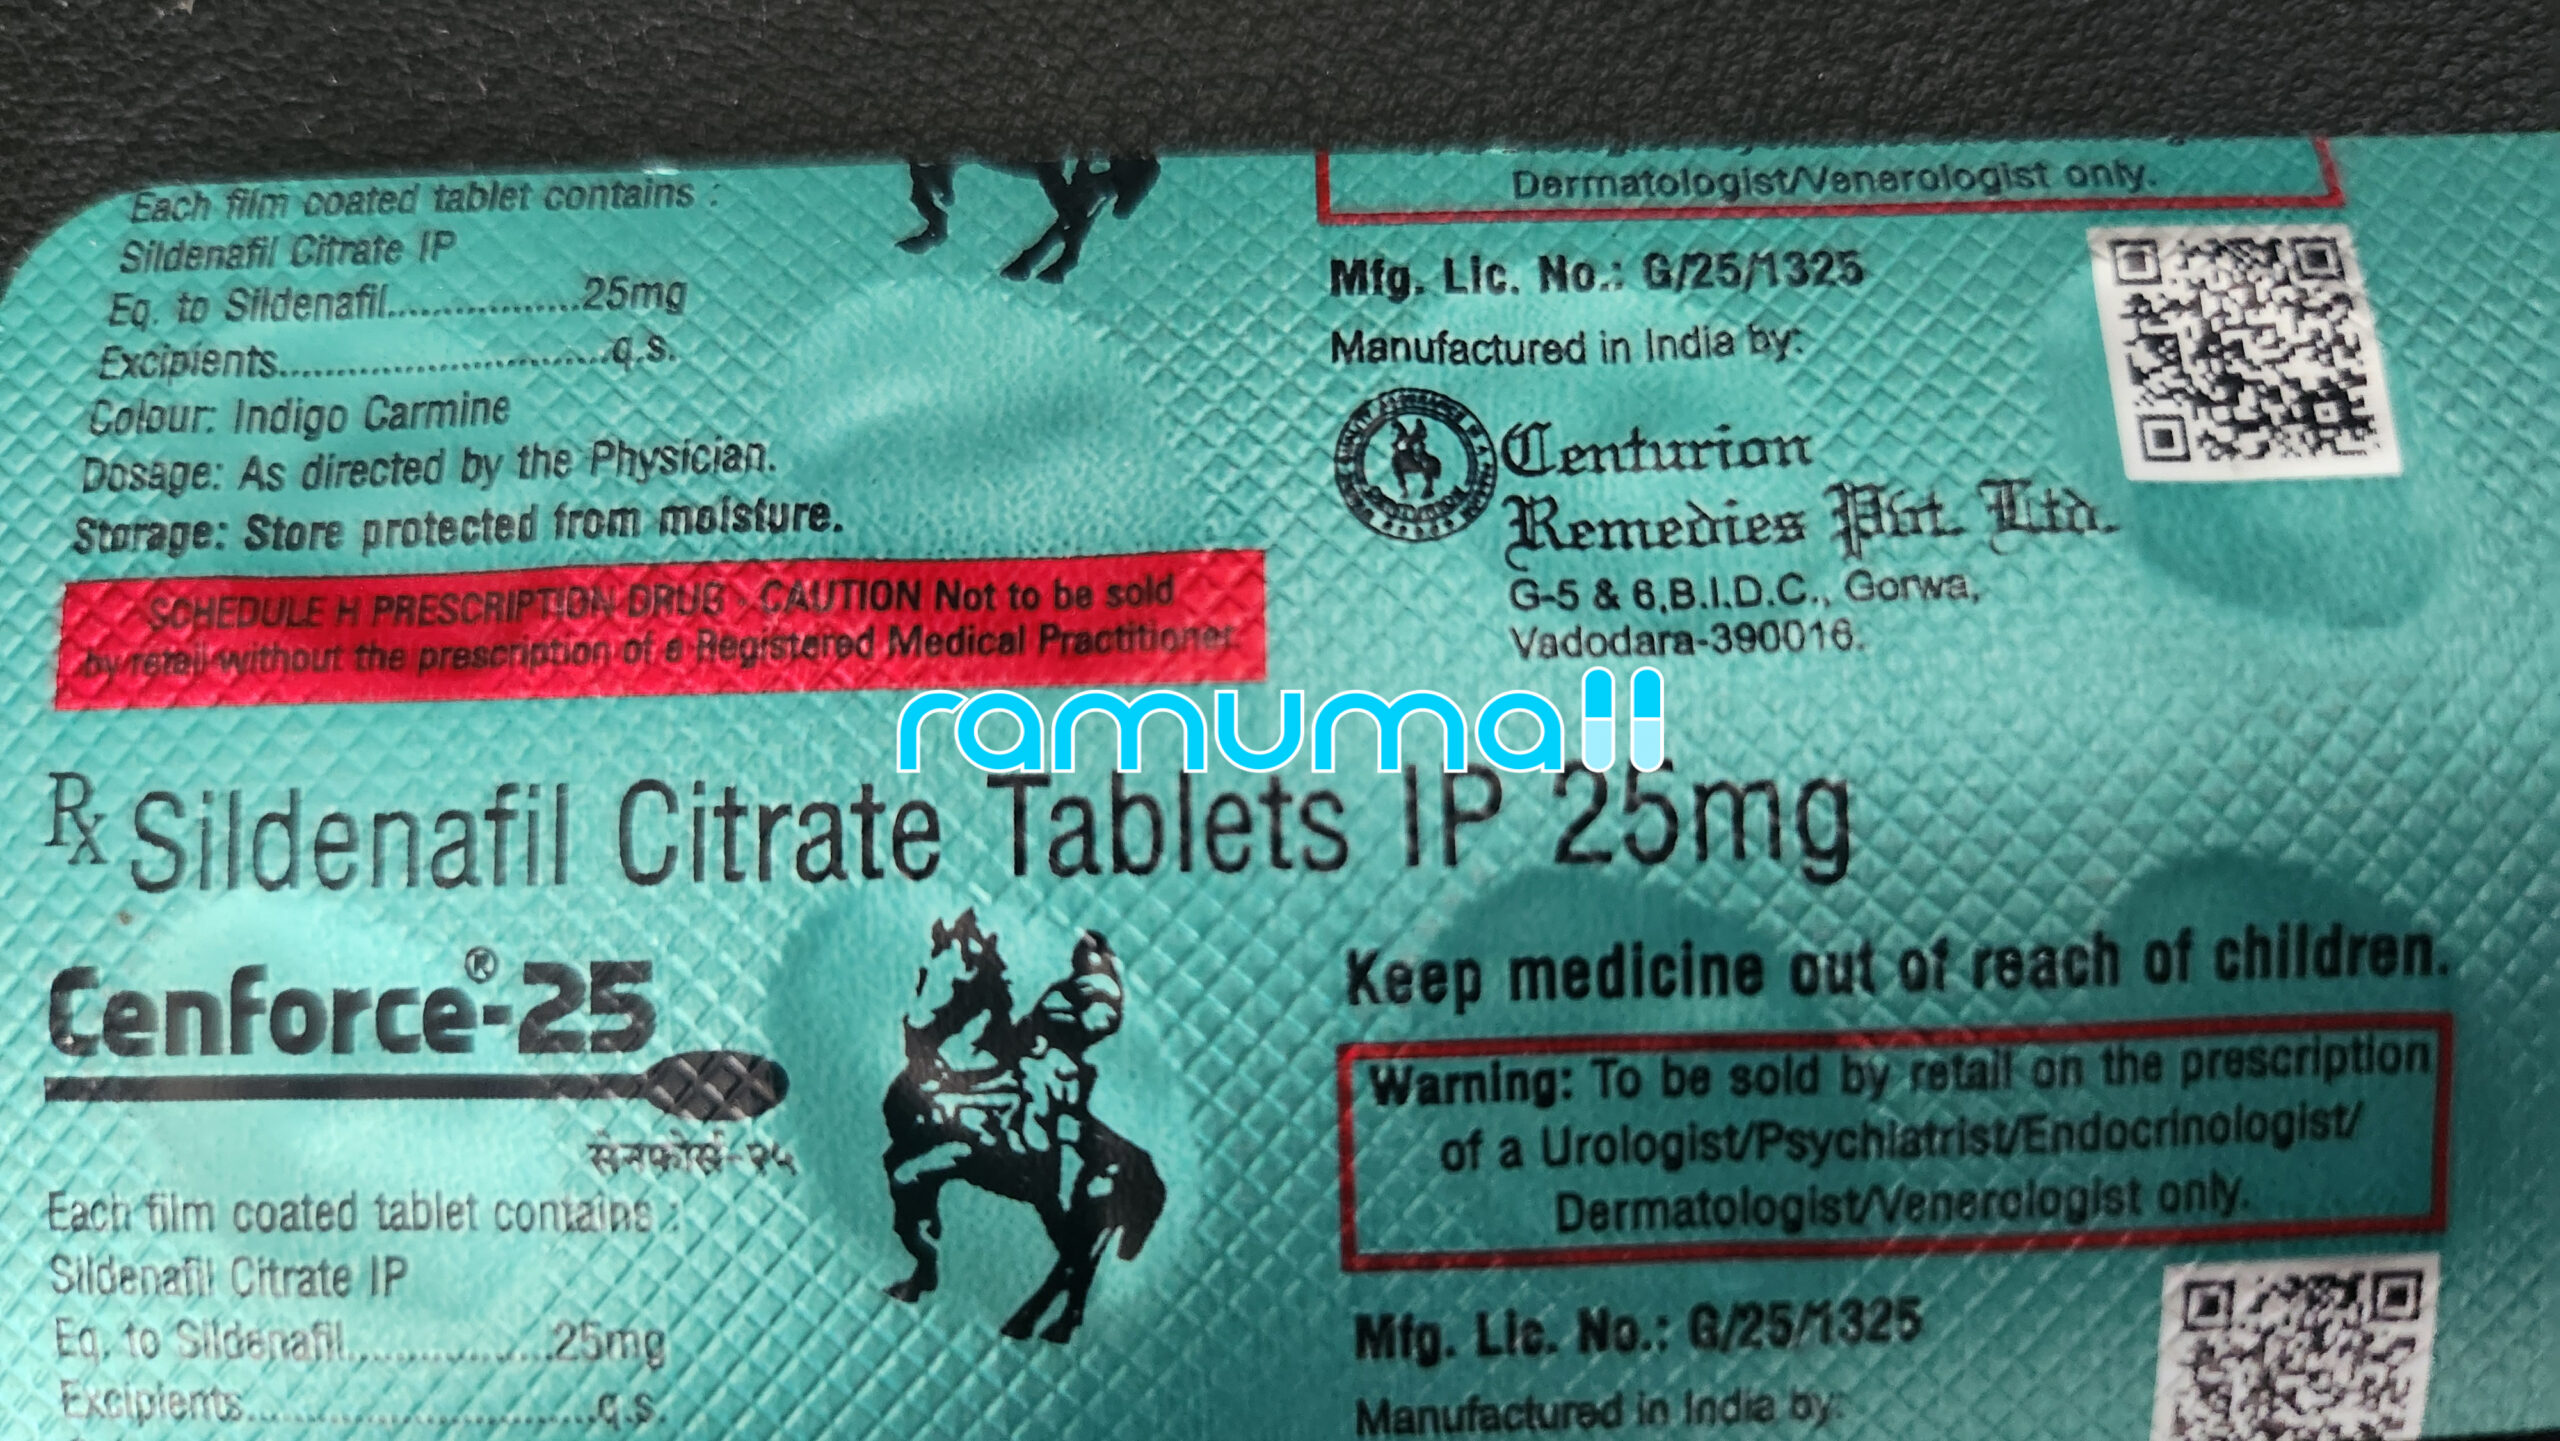 Each film coated tablet contains :
Sildenafil Citrate IP
Eq. to Sildenafil.................25mg
Excipients.............................q.s.
Colour: Indigo Carmine
Dosage: As directed by the Physician.
Storage: Store protected from moisture.
SCHEDULE H PRESCRIPTION DRUG - CAUTION Not to be sold
by retail without the prescription of a Registered Medical Practitioner.
Dermatologist/Venerologist only.
Mfg. Lic. No.: G/25/1325
Manufactured in India by:
Centurion
Remedies Pvt. Ltd.
G-5 & 6,B.I.D.C., Gorwa,
Vadodara-390016.
ramumall
Rx Sildenafil Citrate Tablets IP 25mg
Cenforce®-25
सेनफोर्स-२५
Each film coated tablet contains :
Sildenafil Citrate IP
Eq. to Sildenafil.................25mg
Excipients.............................q.s.
Keep medicine out of reach of children.
Warning: To be sold by retail on the prescription
of a Urologist/Psychiatrist/Endocrinologist/
Dermatologist/Venerologist only.
Mfg. Lic. No.: G/25/1325
Manufactured in India by: